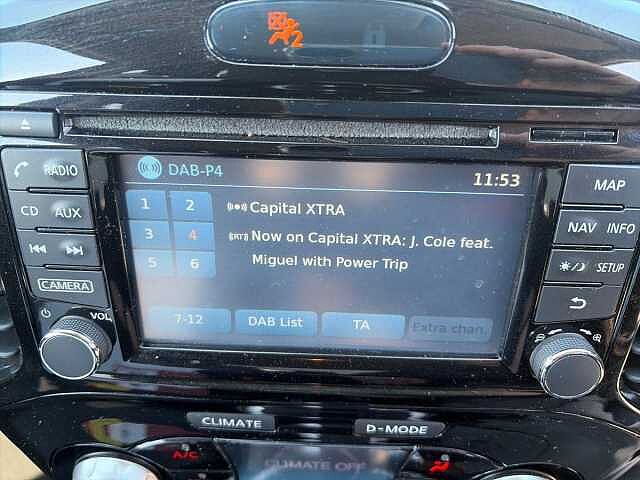 2
DAB-P4
11:53
1 2
Capital XTRA
3 4
Now on Capital XTRA: J. Cole feat.
Miguel with Power Trip
5 6
7-12
DAB List
TA
Extra chan.
RADIO
CD AUX
CAMERA
VOL
MAP
NAV INFO
SETUP
CLIMATE
D-MODE
A/C
CLIMATE OFF